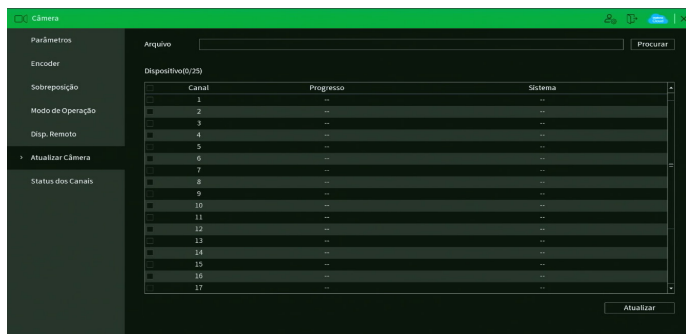 Câmera
Parâmetros
Encoder
Sobreposição
Modo de Operação
Disp. Remoto
> Atualizar Câmera
Status dos Canais
Arquivo
Procurar
Dispositivo(0/25)
Canal Progresso Sistema
1 -- --
2 -- --
3 -- --
4 -- --
5 -- --
6 -- --
7 -- --
8 -- --
9 -- --
10 -- --
11 -- --
12 -- --
13 -- --
14 -- --
15 -- --
16 -- --
17 -- --
Atualizar